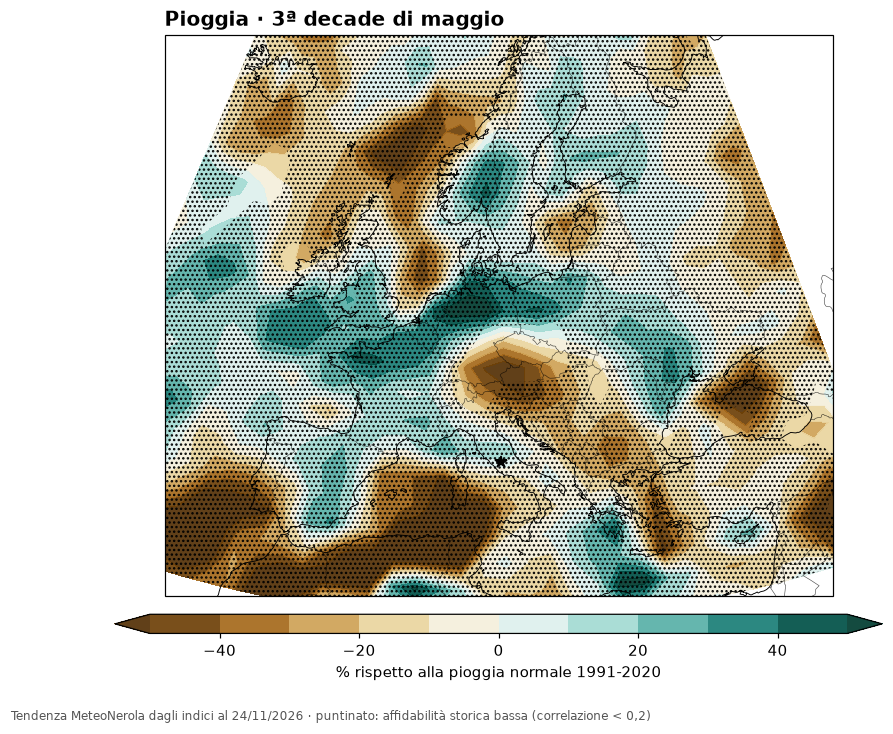 Pioggia · 3ª decade di maggio
−40 −20 0 20 40
% rispetto alla pioggia normale 1991-2020
Tendenza MeteoNerola dagli indici al 24/11/2026 · puntinato: affidabilità storica bassa (correlazione < 0,2)